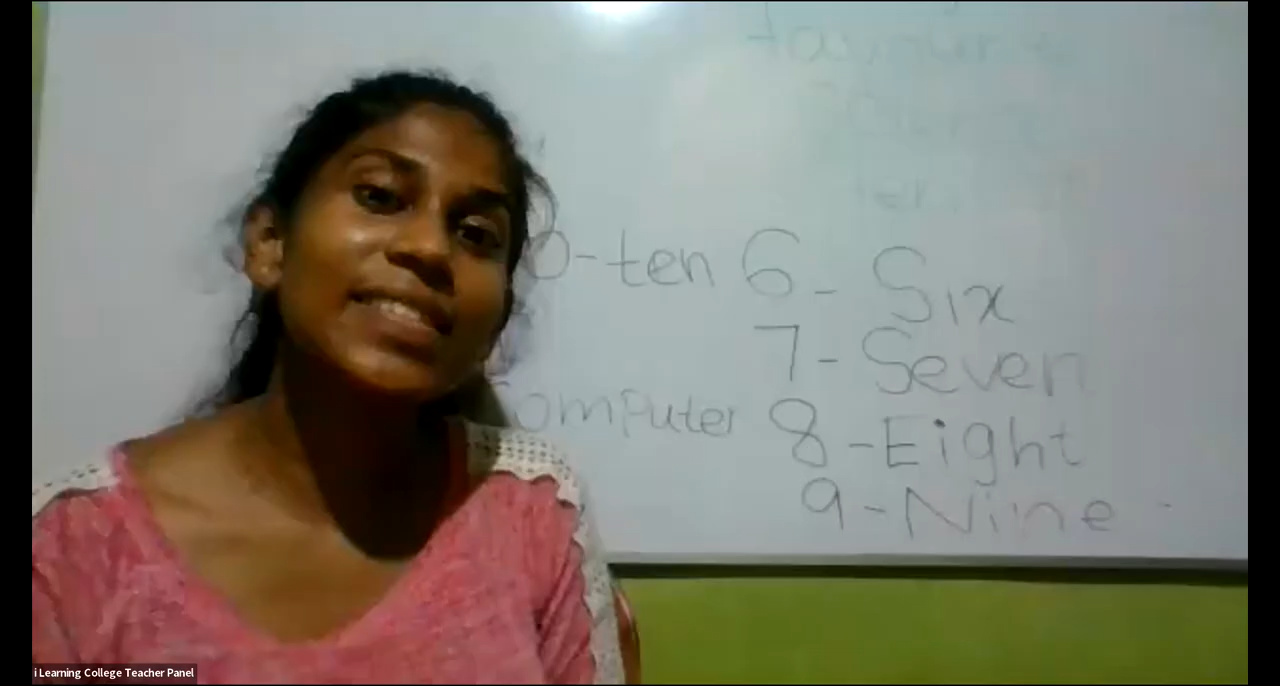 0-ten 6 - Six
7 - Seven
omputer 8 - Eight
9 - Nine
i Learning College Teacher Panel